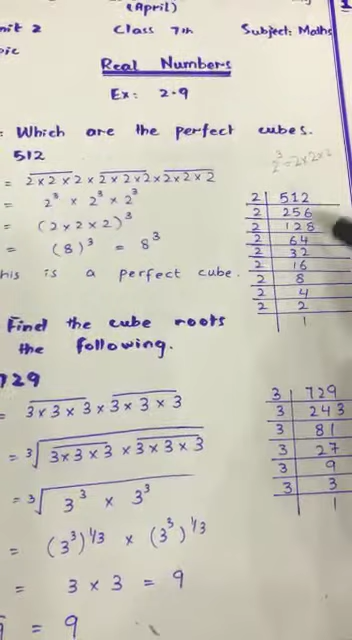 (April)
nit 2 Class 7th Subject: Maths
pic
Real Numbers
Ex: 2.9
: Which are the perfect cubes.
512
= 2×2×2×2×2×2×2×2×2
= 2³ × 2³ × 2³
= (2×2×2)³
= (8)³ = 8³
his is a perfect cube.
2³=2×2×2
2 | 512
2 | 256
2 | 128
2 | 64
2 | 32
2 | 16
2 | 8
2 | 4
2 | 2
| 1
Find the cube roots
the following.
729
= 3×3×3×3×3×3
= ³√3×3×3×3×3×3
= ³√3³ × 3³
= (3³)^1/3 × (3³)^1/3
= 3 × 3 = 9
= 9
3 | 729
3 | 243
3 | 81
3 | 27
3 | 9
3 | 3
| 1